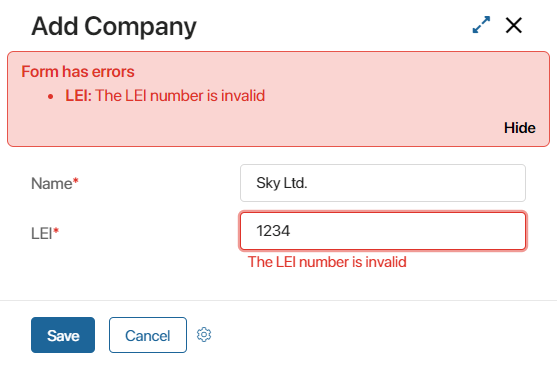 Add Company
Form has errors
• LEI: The LEI number is invalid
Hide
Name*
Sky Ltd.
LEI*
1234
The LEI number is invalid
Save
Cancel